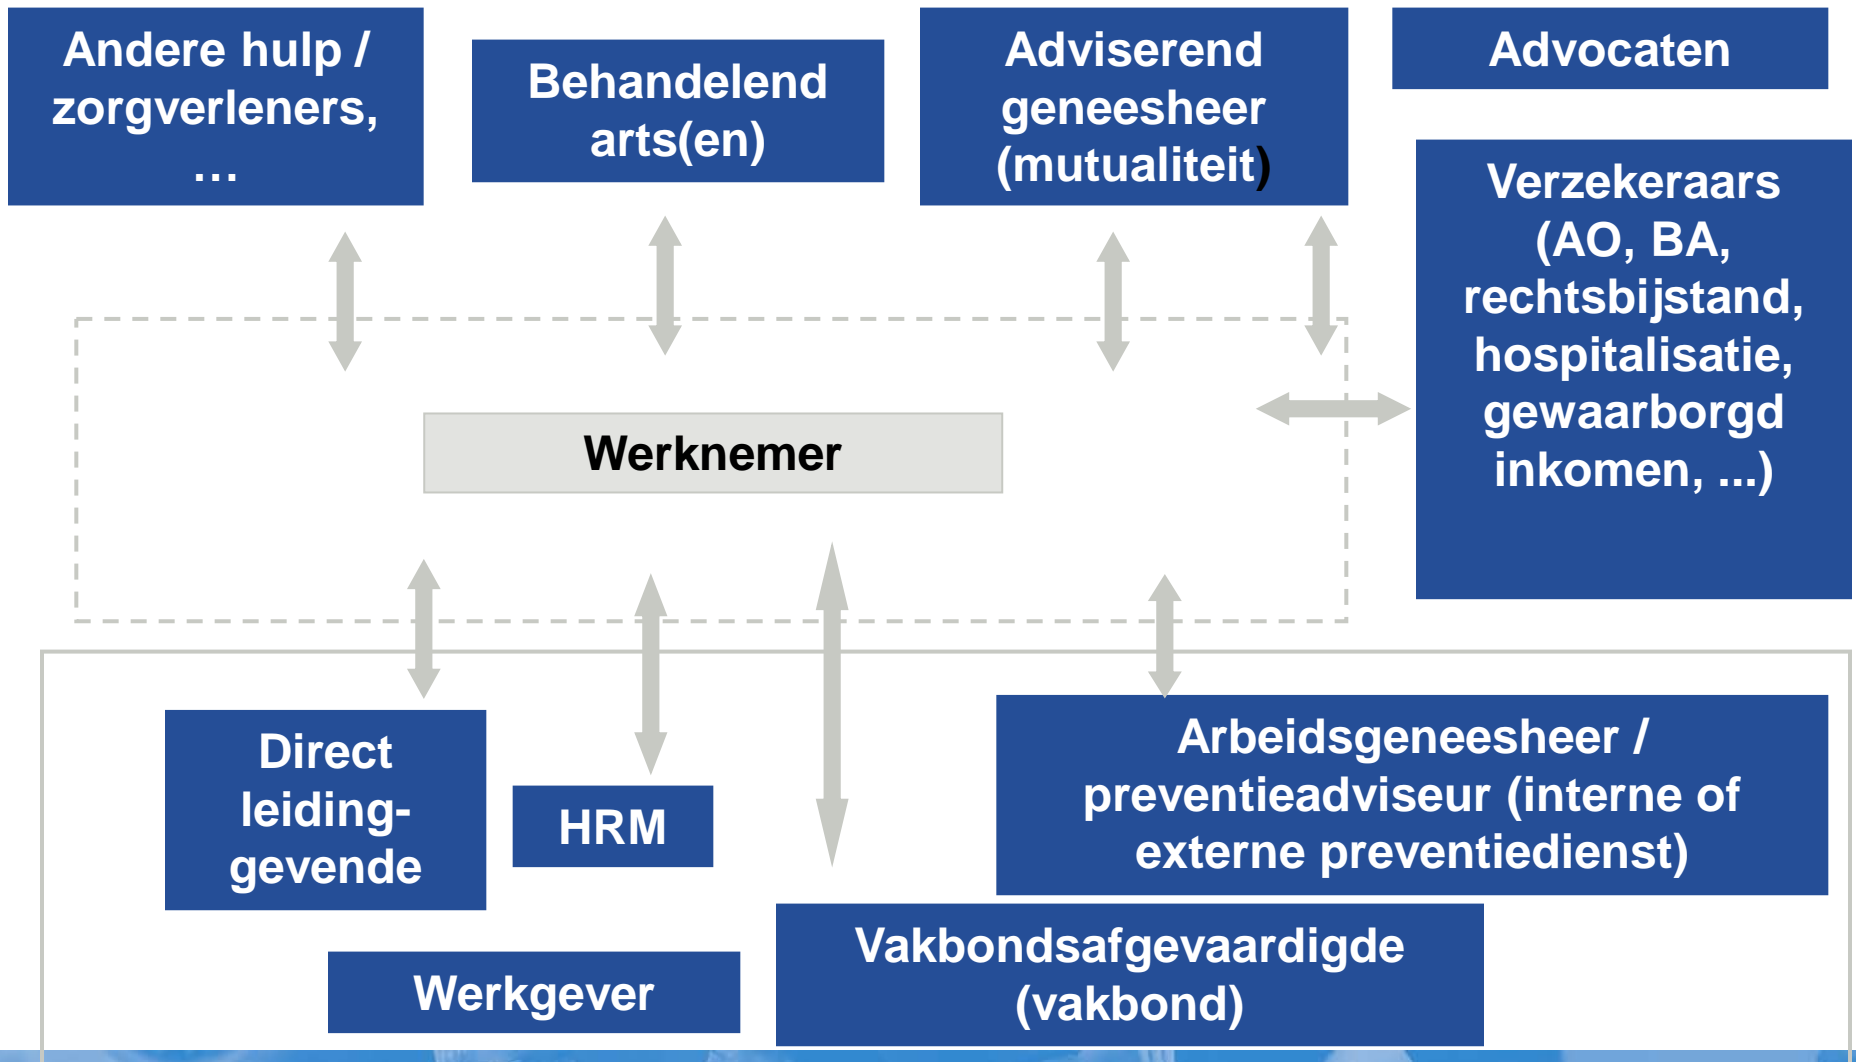 Andere hulp /
zorgverleners,
…
Behandelend
arts(en)
Adviserend
geneesheer
(mutualiteit)
Advocaten
Verzekeraars
(AO, BA,
rechtsbijstand,
hospitalisatie,
gewaarborgd
inkomen, ...)
Werknemer
Direct
leiding-
gevende
HRM
Arbeidsgeneesheer /
preventieadviseur (interne of
externe preventiedienst)
Vakbondsafgevaardigde
(vakbond)
Werkgever